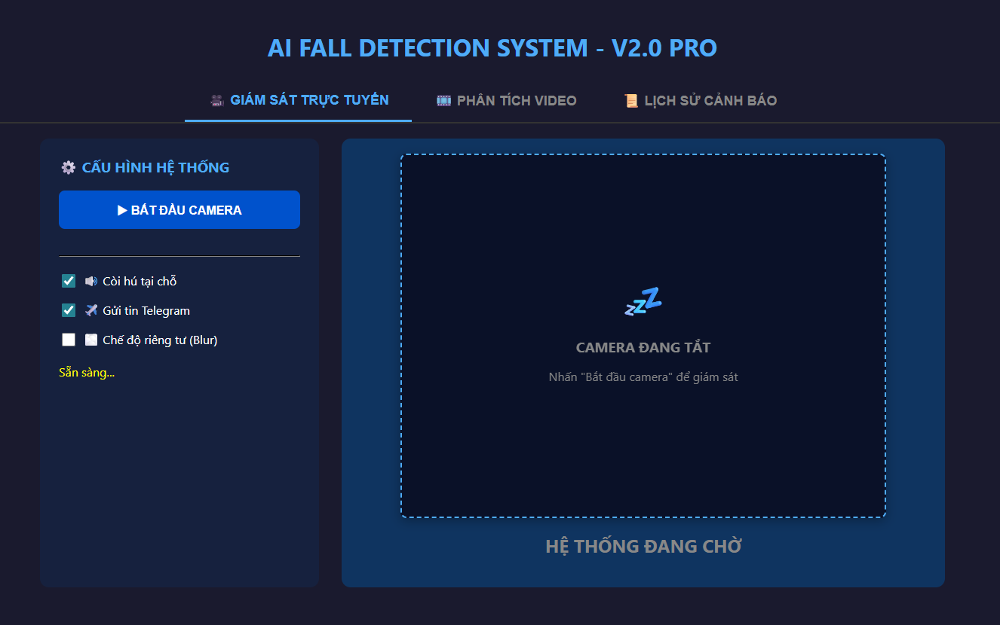 AI FALL DETECTION SYSTEM - V2.0 PRO
GIÁM SÁT TRỰC TUYẾN
PHÂN TÍCH VIDEO
LỊCH SỬ CẢNH BÁO
CẤU HÌNH HỆ THỐNG
▶ BẮT ĐẦU CAMERA
Còi hú tại chỗ
Gửi tin Telegram
Chế độ riêng tư (Blur)
Sẵn sàng...
CAMERA ĐANG TẮT
Nhấn "Bắt đầu camera" để giám sát
HỆ THỐNG ĐANG CHỜ